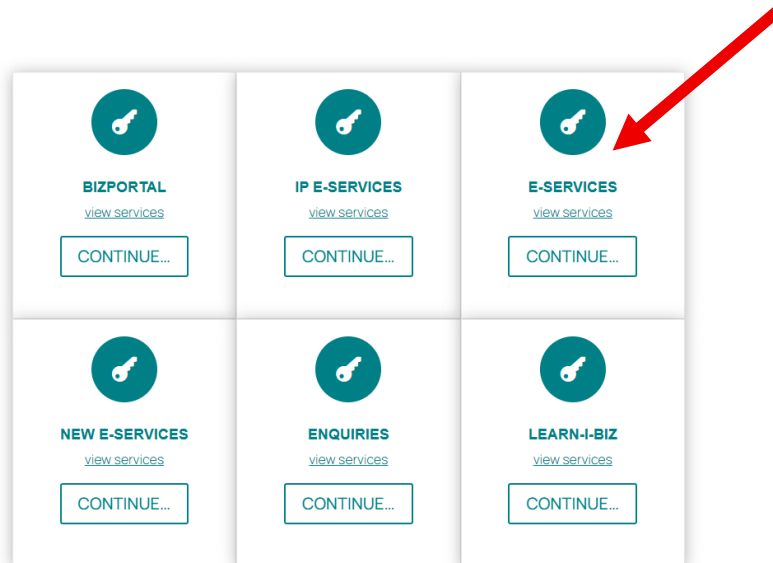 BIZPORTAL
view services
CONTINUE...
IP E-SERVICES
view services
CONTINUE...
E-SERVICES
view services
CONTINUE...
NEW E-SERVICES
view services
CONTINUE...
ENQUIRIES
view services
CONTINUE...
LEARN-I-BIZ
view services
CONTINUE...